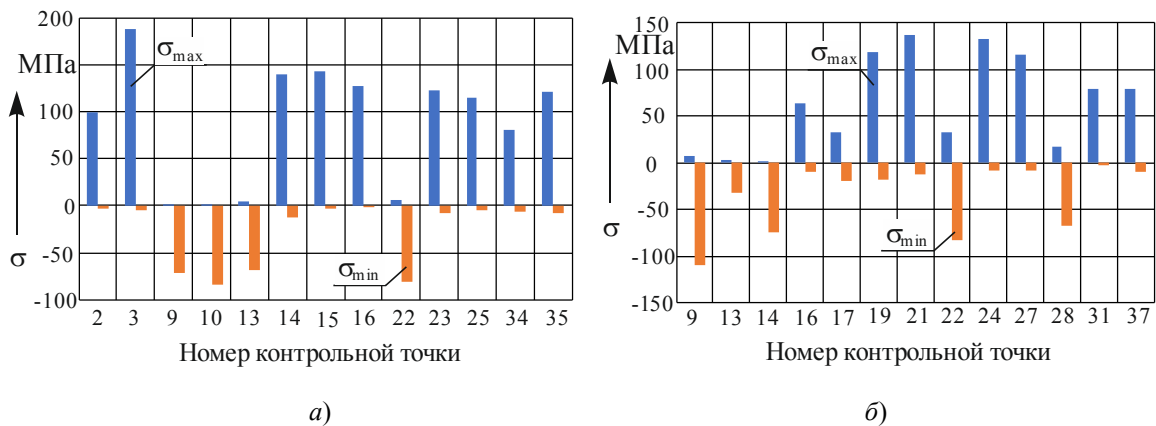 200
МПа
σmax
100
50
0
-50
σ
σmin
-100
2 3 9 10 13 14 15 16 22 23 25 34 35
Номер контрольной точки
а)
150
МПа
σmax
100
50
0
-50
σ
σmin
-100
-150
9 13 14 16 17 19 21 22 24 27 28 31 37
Номер контрольной точки
б)